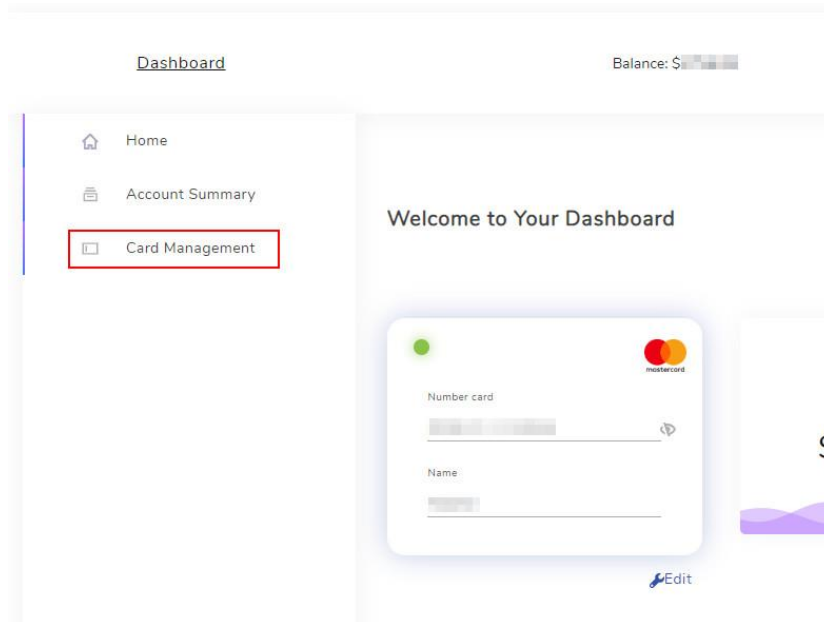 Dashboard
Balance: $
Home
Account Summary
Card Management
Welcome to Your Dashboard
mastercard
Number card
Name
Edit